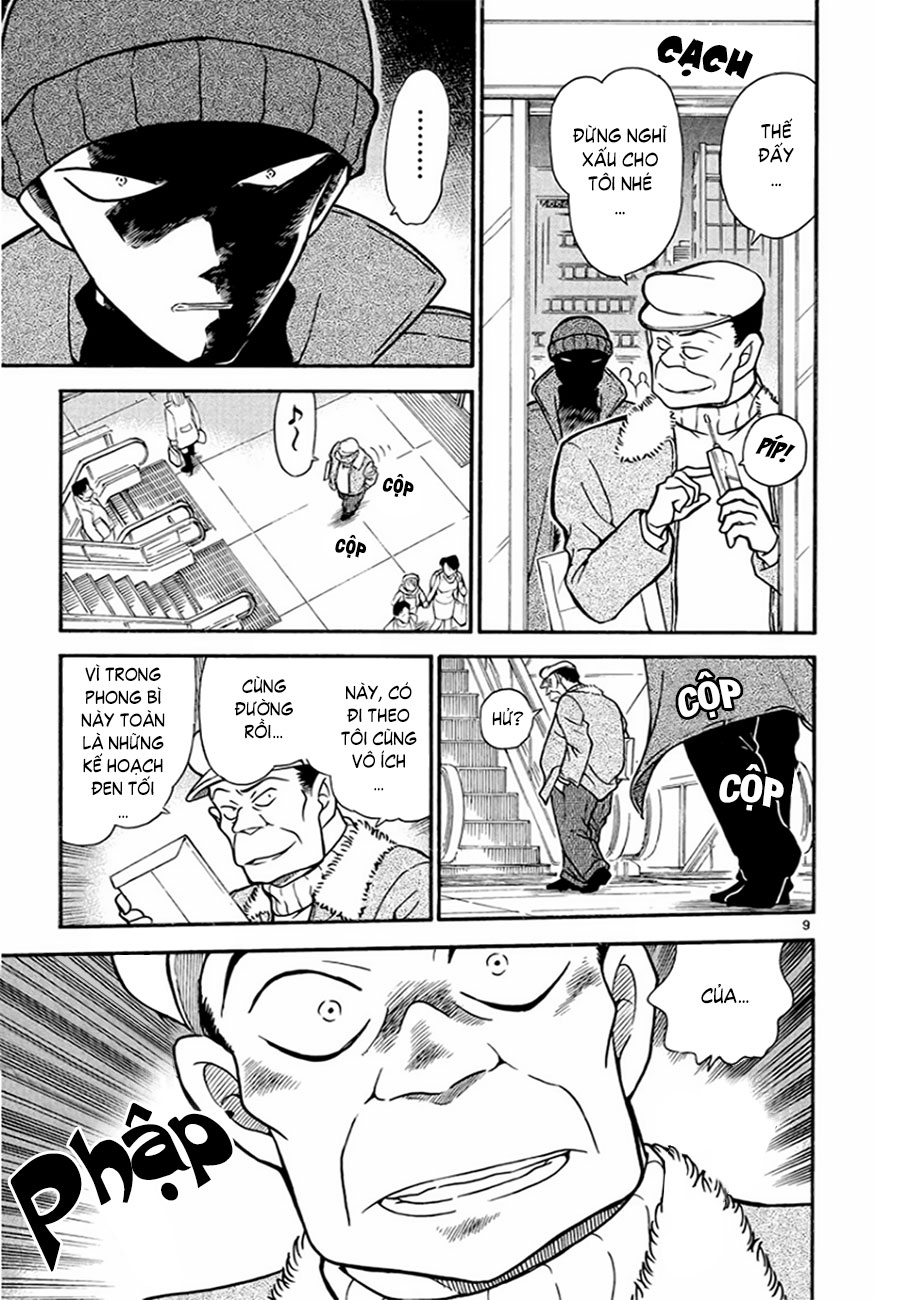 CẠCH
THẾ
ĐẤY
...
ĐỪNG NGHĨ
XẤU CHO
TÔI NHÉ
...
PÍP!
.........
♪~
CỘP
CỘP
CỘP
CỘP
HỬ?
NÀY, CÓ
ĐI THEO
TÔI CŨNG
VÔ ÍCH
...
CÙNG
ĐƯỜNG
RỒI...
VÌ TRONG
PHONG BÌ
NÀY TOÀN
LÀ NHỮNG
KẾ HOẠCH
ĐEN TỐI
...
9
CỦA...
Phập